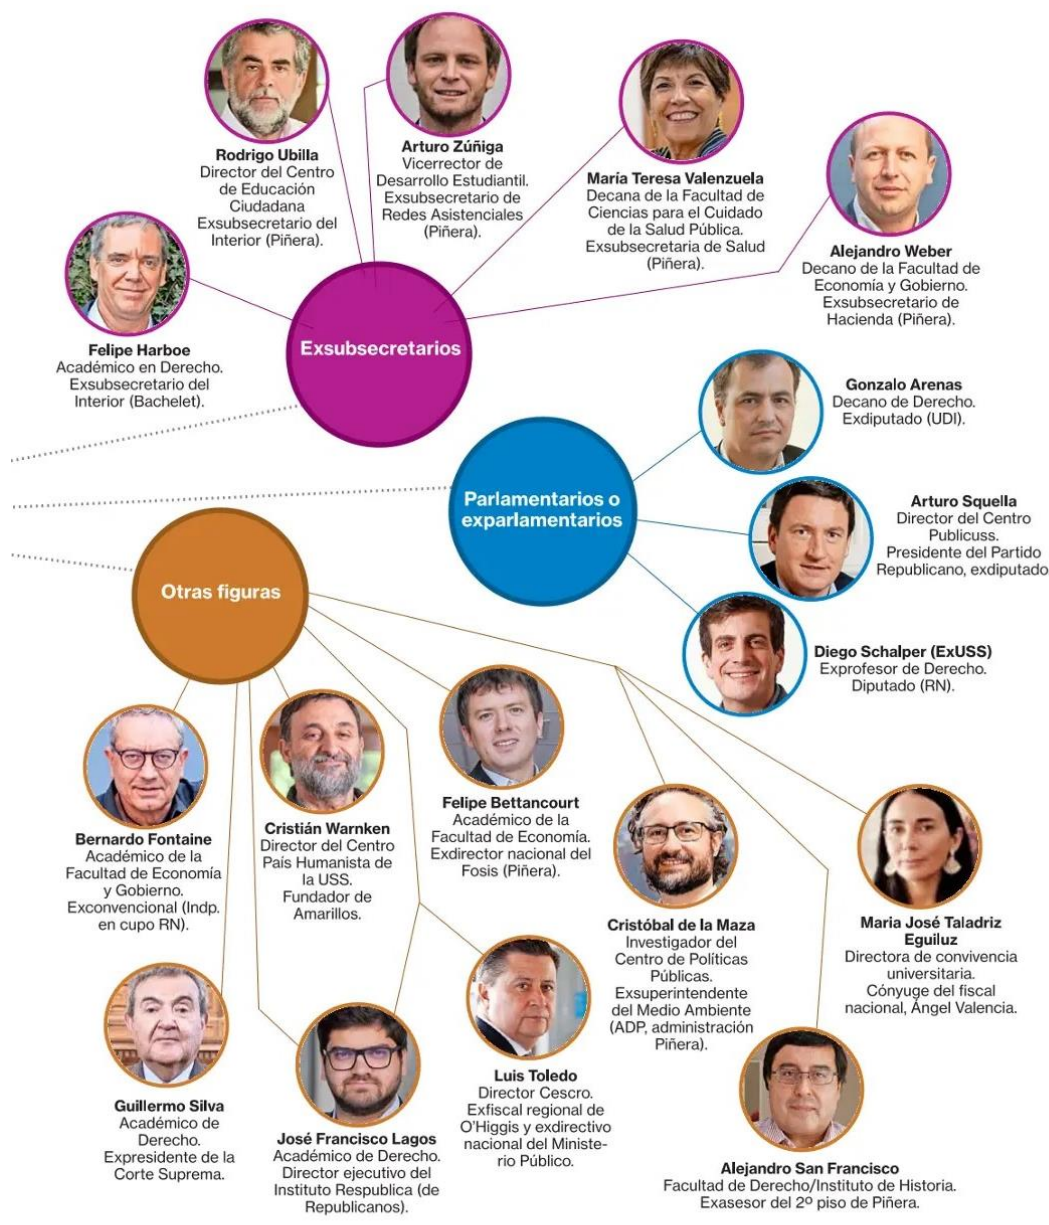 Rodrigo Ubilla
Director del Centro
de Educación
Ciudadana
Exsubsecretario del
Interior (Piñera).
Arturo Zúñiga
Vicerrector de
Desarrollo Estudiantil.
Exsubsecretario de
Redes Asistenciales
(Piñera).
María Teresa Valenzuela
Decana de la Facultad de
Ciencias para el Cuidado
de la Salud Pública.
Exsubsecretaria de Salud
(Piñera).
Alejandro Weber
Decano de la Facultad de
Economía y Gobierno.
Exsubsecretario de
Hacienda (Piñera).
Felipe Harboe
Académico en Derecho.
Exsubsecretario del
Interior (Bachelet).
Exsubsecretarios
Gonzalo Arenas
Decano de Derecho.
Exdiputado (UDI).
Parlamentarios o
exparlamentarios
Arturo Squella
Director del Centro
Publicuss.
Presidente del Partido
Republicano, exdiputado
Diego Schalper (ExUSS)
Exprofesor de Derecho.
Diputado (RN).
Otras figuras
Bernardo Fontaine
Académico de la
Facultad de Economía
y Gobierno.
Exconvencional (Indp.
en cupo RN).
Cristián Warnken
Director del Centro
País Humanista de
la USS.
Fundador de
Amarillos.
Felipe Bettancourt
Académico de la
Facultad de Economía.
Exdirector nacional del
Fosis (Piñera).
Cristóbal de la Maza
Investigador del
Centro de Políticas
Públicas.
Exsuperintendente
del Medio Ambiente
(ADP, administración
Piñera).
Maria José Taladriz
Eguiluz
Directora de convivencia
universitaria.
Cónyuge del fiscal
nacional, Ángel Valencia.
Guillermo Silva
Académico de
Derecho.
Expresidente de la
Corte Suprema.
José Francisco Lagos
Académico de Derecho.
Director ejecutivo del
Instituto Respublica (de
Republicanos).
Luis Toledo
Director Cescro.
Exfiscal regional de
O'Higgis y exdirectivo
nacional del Ministe-
rio Público.
Alejandro San Francisco
Facultad de Derecho/Instituto de Historia.
Exasesor del 2º piso de Piñera.